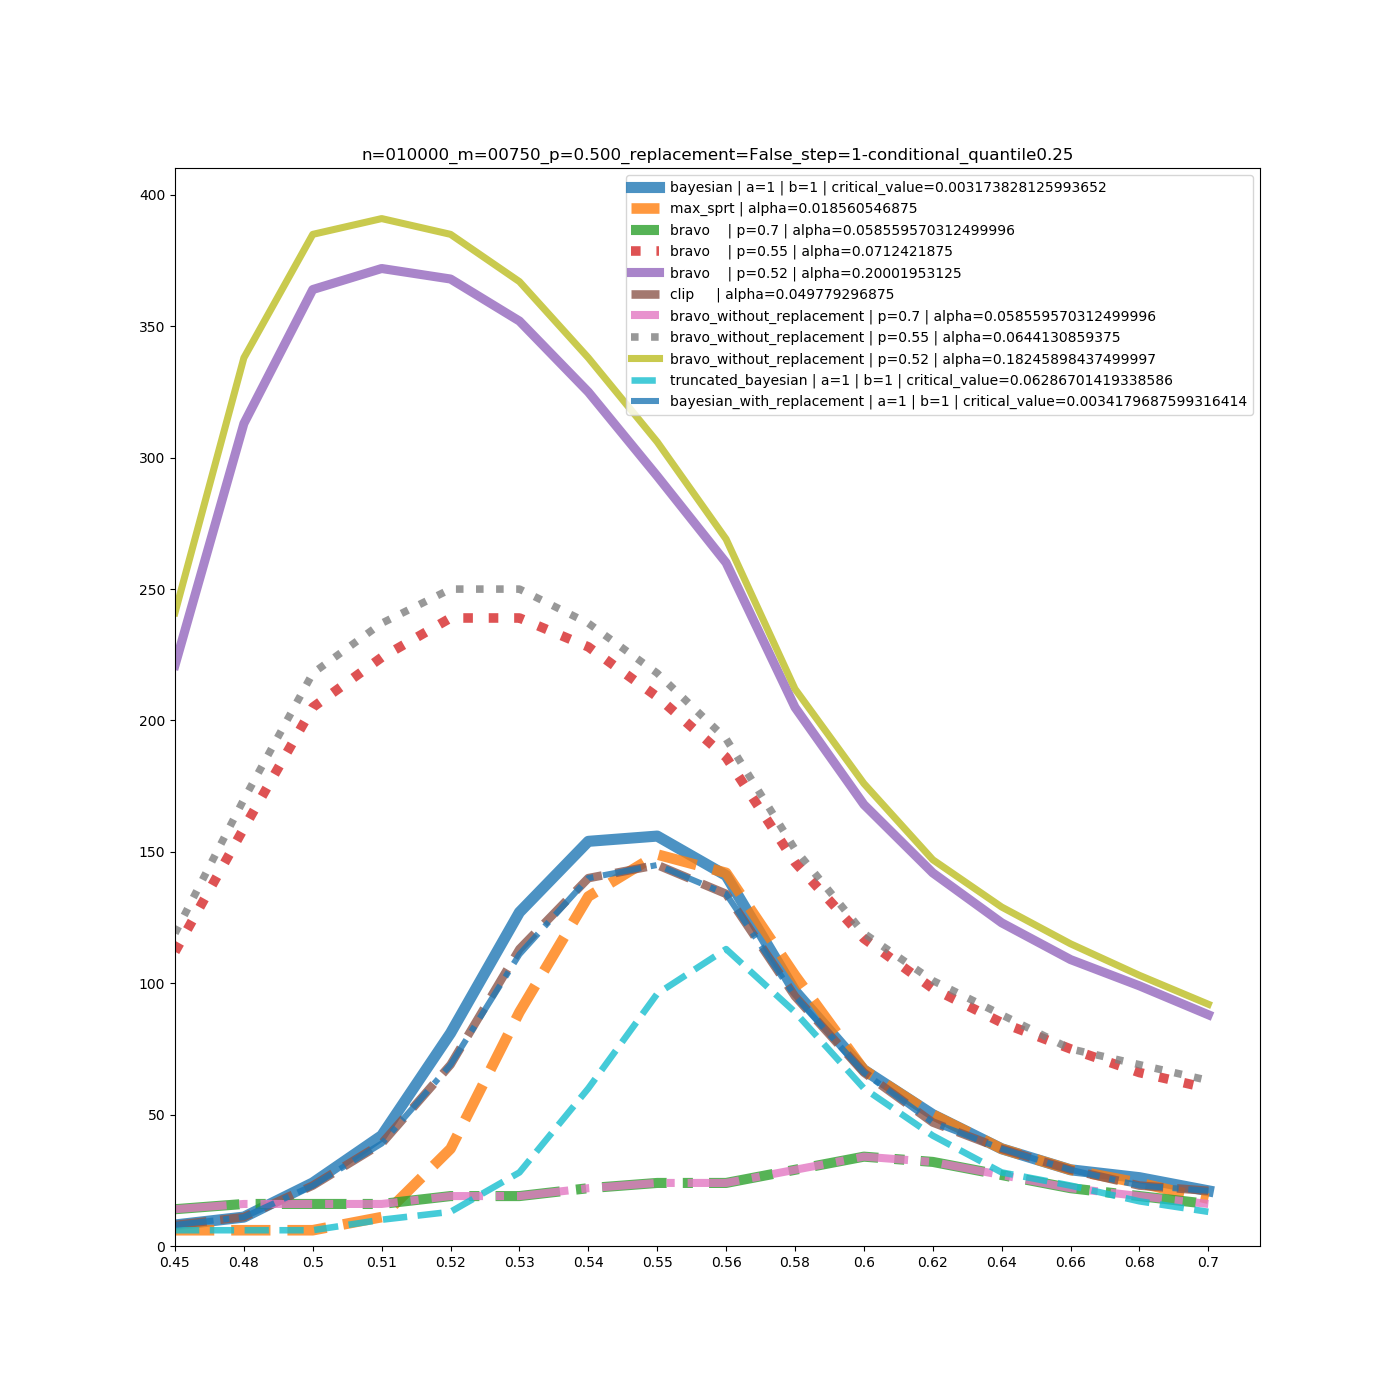 n=010000_m=00750_p=0.500_replacement=False_step=1-conditional_quantile0.25
bayesian | a=1 | b=1 | critical_value=0.003173828125993652
max_sprt | alpha=0.018560546875
bravo    | p=0.7 | alpha=0.058559570312499996
bravo    | p=0.55 | alpha=0.0712421875
bravo    | p=0.52 | alpha=0.20001953125
clip     | alpha=0.049779296875
bravo_without_replacement | p=0.7 | alpha=0.058559570312499996
bravo_without_replacement | p=0.55 | alpha=0.0644130859375
bravo_without_replacement | p=0.52 | alpha=0.18245898437499997
truncated_bayesian | a=1 | b=1 | critical_value=0.06286701419338586
bayesian_with_replacement | a=1 | b=1 | critical_value=0.0034179687599316414
400
350
300
250
200
150
100
50
0
0.45 0.48 0.5 0.51 0.52 0.53 0.54 0.55 0.56 0.58 0.6 0.62 0.64 0.66 0.68 0.7